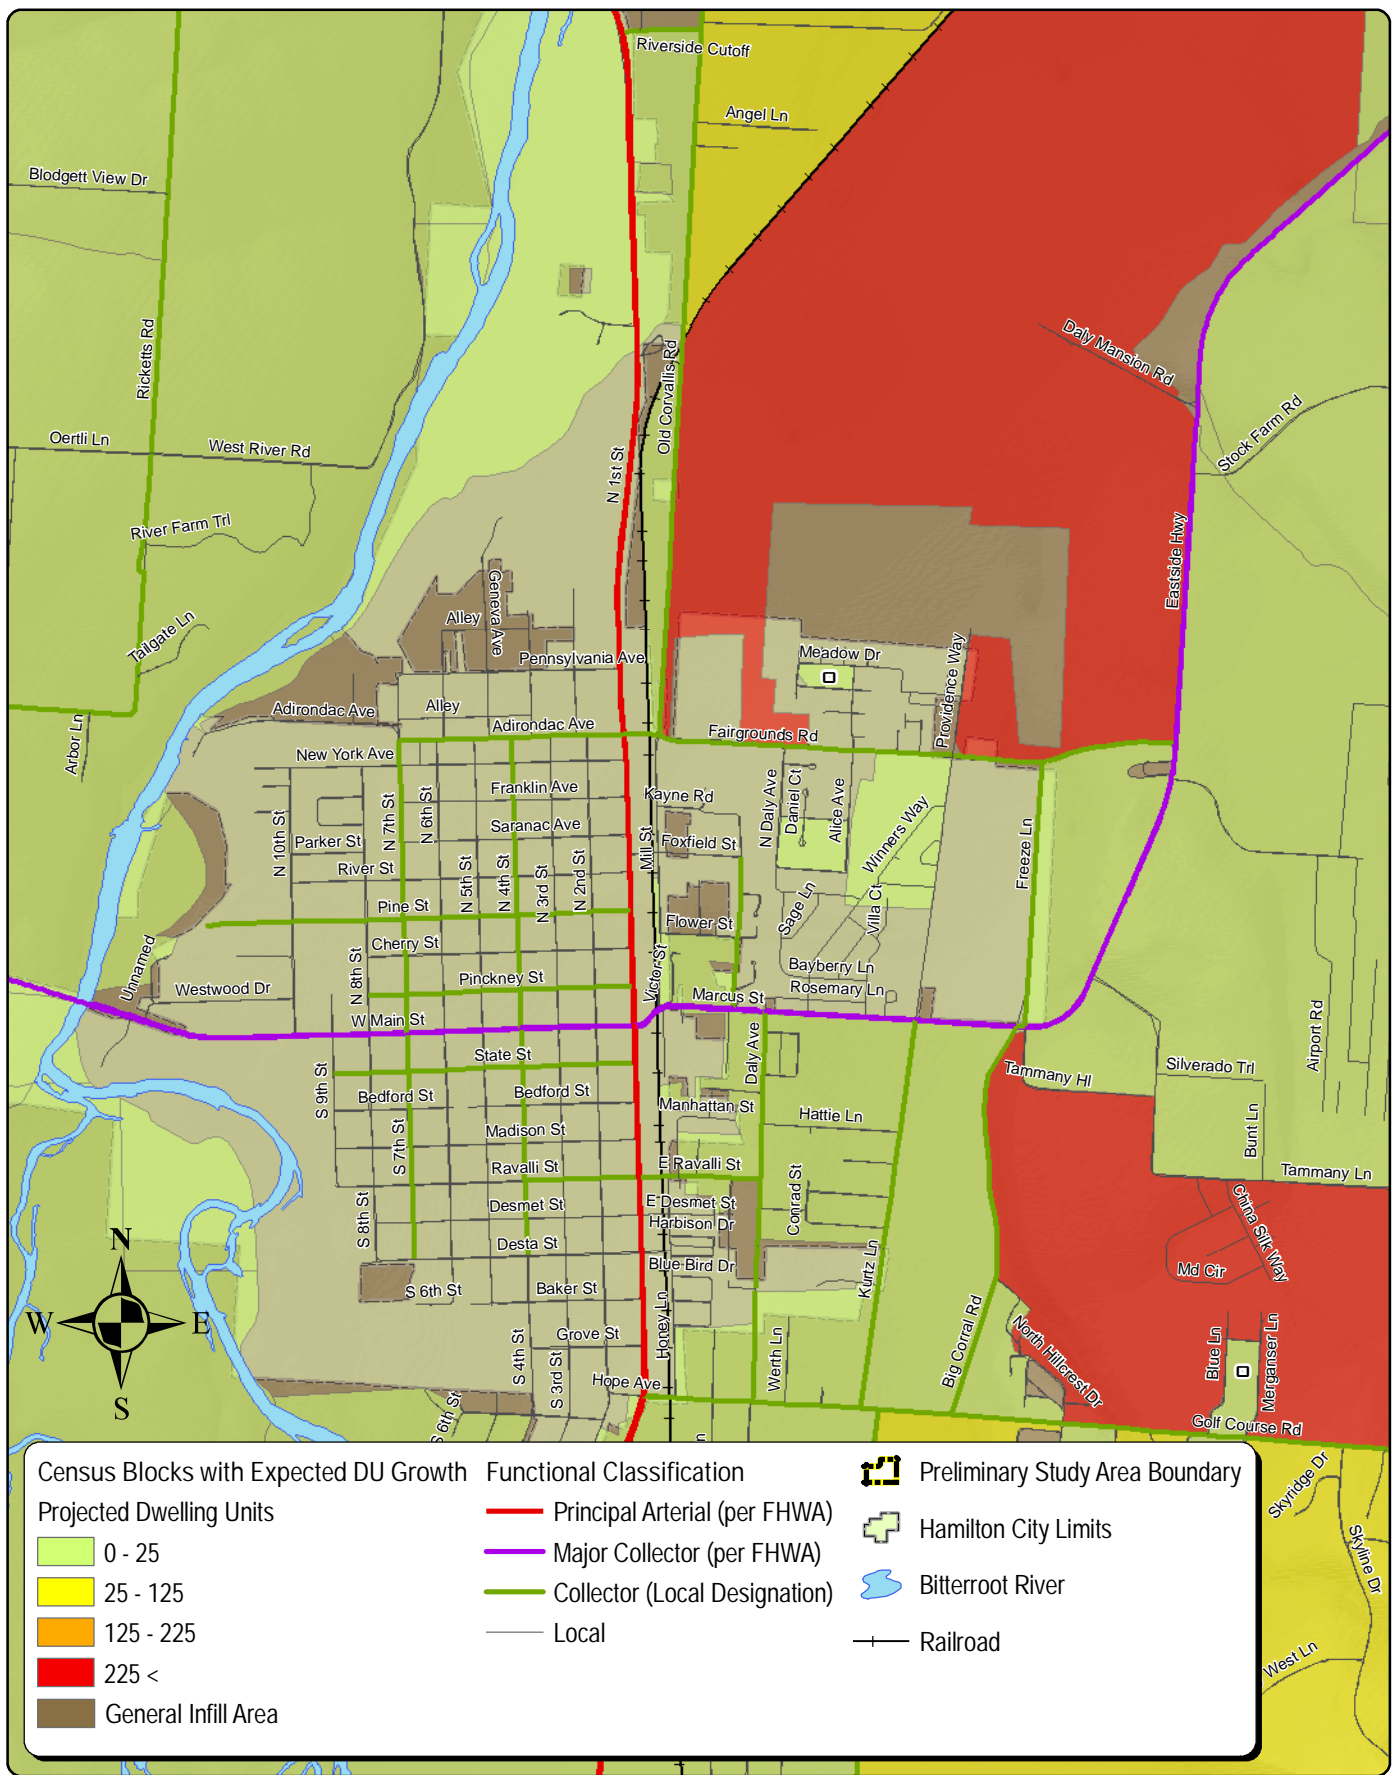 Riverside Cutoff
Angel Ln
Blodgett View Dr
Ricketts Rd
Daly Mansion Rd
Old Corvallis Rd
Stock Farm Rd
Oertli Ln
West River Rd
N 1st St
River Farm Trl
Eastside Hwy
Geneva Ave
Alley
Tailgate Ln
Pennsylvania Ave
Meadow Dr
Providence Way
Adirondac Ave
Alley
Arbor Ln
Adirondac Ave
Fairgrounds Rd
New York Ave
Franklin Ave
Kayne Rd
N Daly Ave
Daniel Ct
Alice Ave
Winners Way
N 10th St
N 7th St
N 6th St
Saranac Ave
Parker St
Mill St
Foxfield St
Freeze Ln
River St
N 5th St
N 4th St
N 3rd St
N 2nd St
Pine St
Flower St
Sage Ln
Villa Ct
Cherry St
Unnamed
N 8th St
Pinckney St
Victor St
Bayberry Ln
Westwood Dr
Rosemary Ln
Marcus St
W Main St
Airport Rd
State St
Daly Ave
Silverado Trl
Tammany Hl
S 9th St
Bedford St
Bedford St
Manhattan St
Hattie Ln
Bunt Ln
S 7th St
Madison St
Ravalli St
E Ravalli St
Tammany Ln
Conrad St
S 8th St
Desmet St
E Desmet St
Harbison Dr
China Silk Way
Desta St
Blue Bird Dr
Kurtz Ln
Md Cir
S 6th St
Baker St
Honey Ln
Big Corral Rd
North Hillcrest Dr
Grove St
S 4th St
S 3rd St
Werth Ln
Blue Ln
Merganser Ln
Hope Ave
S 6th St
Golf Course Rd
N
W
E
S
n
Skyridge Dr
Skyline Dr
West Ln
Census Blocks with Expected DU Growth
Projected Dwelling Units
0 - 25
25 - 125
125 - 225
225 <
General Infill Area
Functional Classification
Principal Arterial (per FHWA)
Major Collector (per FHWA)
Collector (Local Designation)
Local
Preliminary Study Area Boundary
Hamilton City Limits
Bitterroot River
Railroad